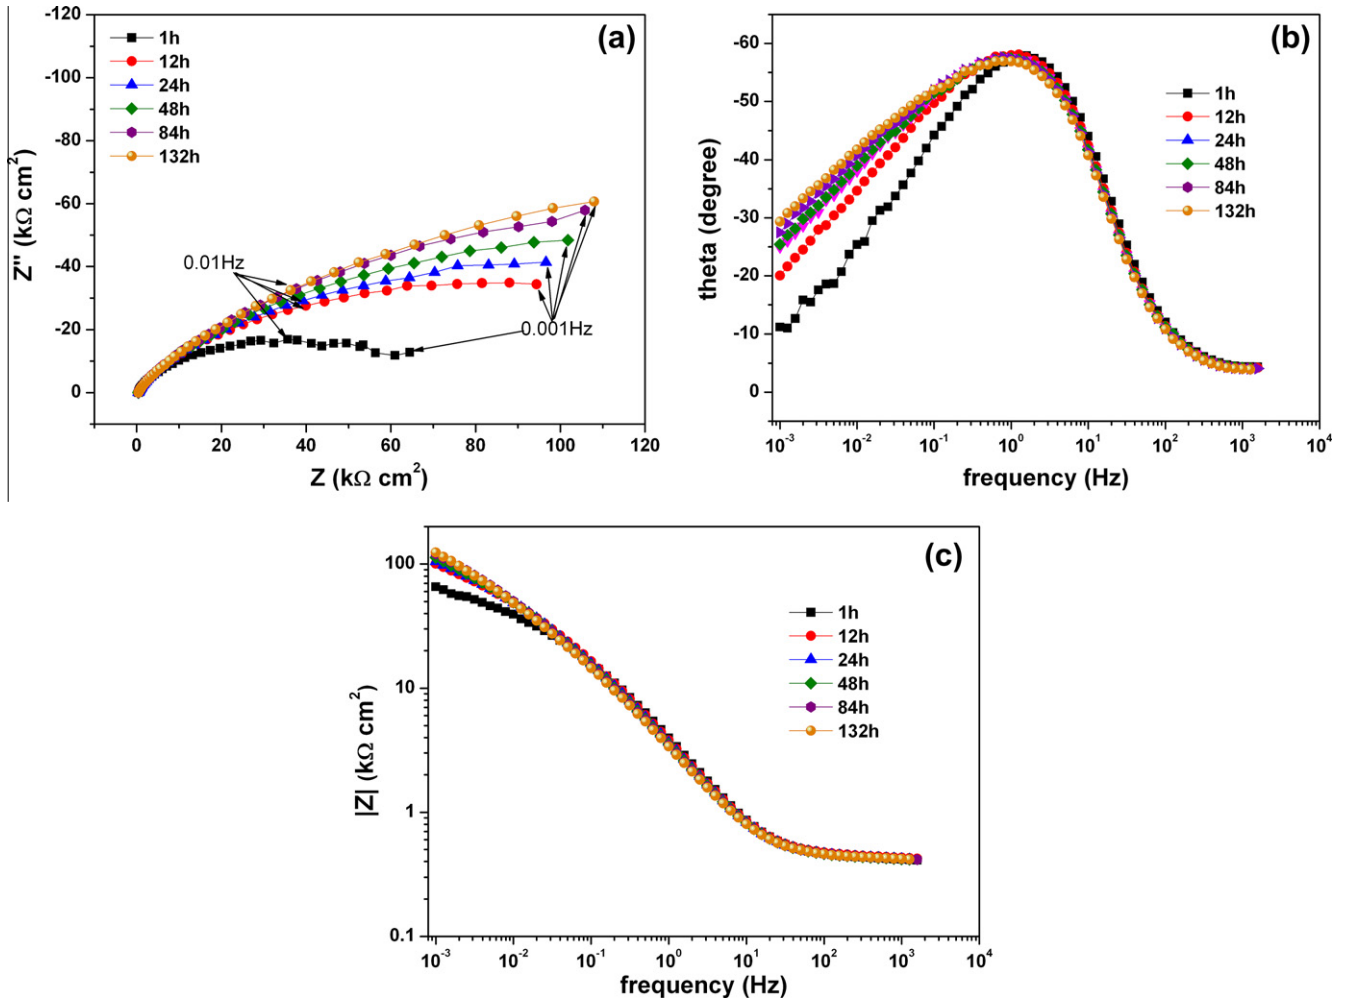 (a)
1h
12h
24h
48h
84h
132h
-120
-100
-80
-60
-40
-20
0
Z'' (kΩ cm²)
0.01Hz
0.001Hz
0 20 40 60 80 100 120
Z (kΩ cm²)
(b)
1h
12h
24h
48h
84h
132h
-60
-50
-40
-30
-20
-10
0
theta (degree)
10⁻³ 10⁻² 10⁻¹ 10⁰ 10¹ 10² 10³ 10⁴
frequency (Hz)
(c)
1h
12h
24h
48h
84h
132h
100
10
1
0.1
|Z| (kΩ cm²)
10⁻³ 10⁻² 10⁻¹ 10⁰ 10¹ 10² 10³ 10⁴
frequency (Hz)